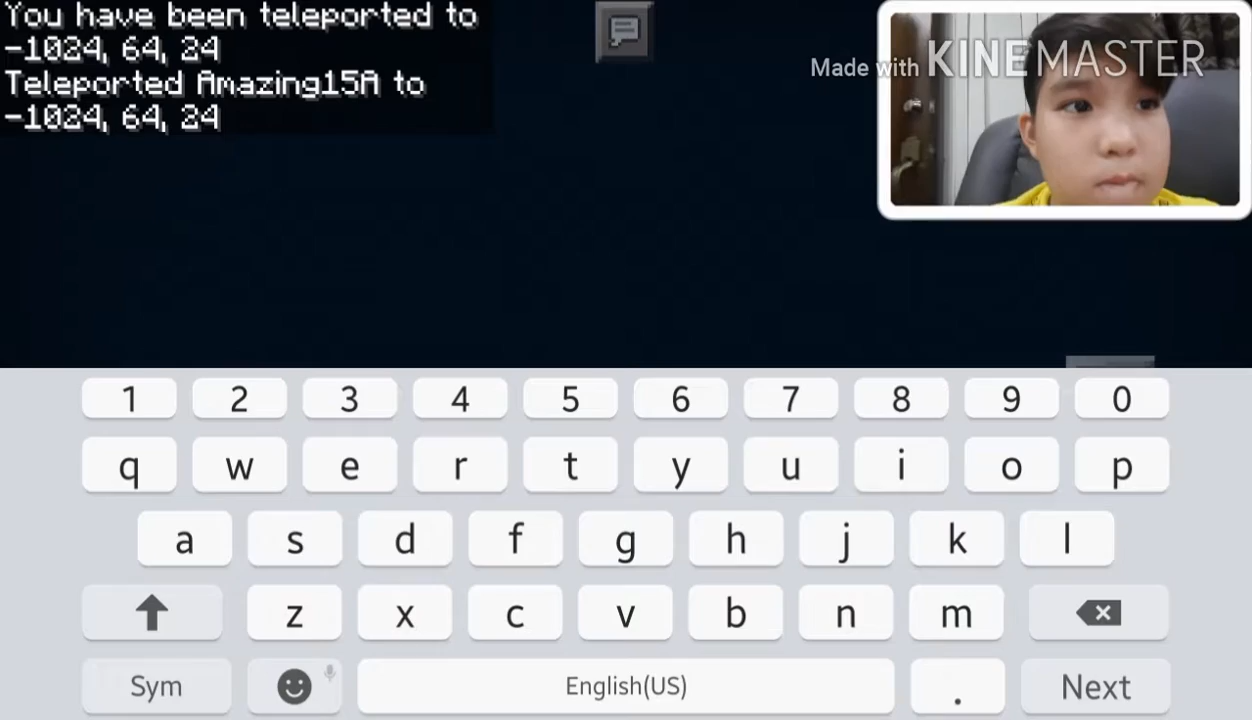 You have been teleported to
-1024, 64, 24
Teleported Amazing15A to
-1024, 64, 24
Made with KINEMASTER
1 2 3 4 5 6 7 8 9 0
q w e r t y u i o p
a s d f g h j k l
z x c v b n m
Sym English(US) . Next